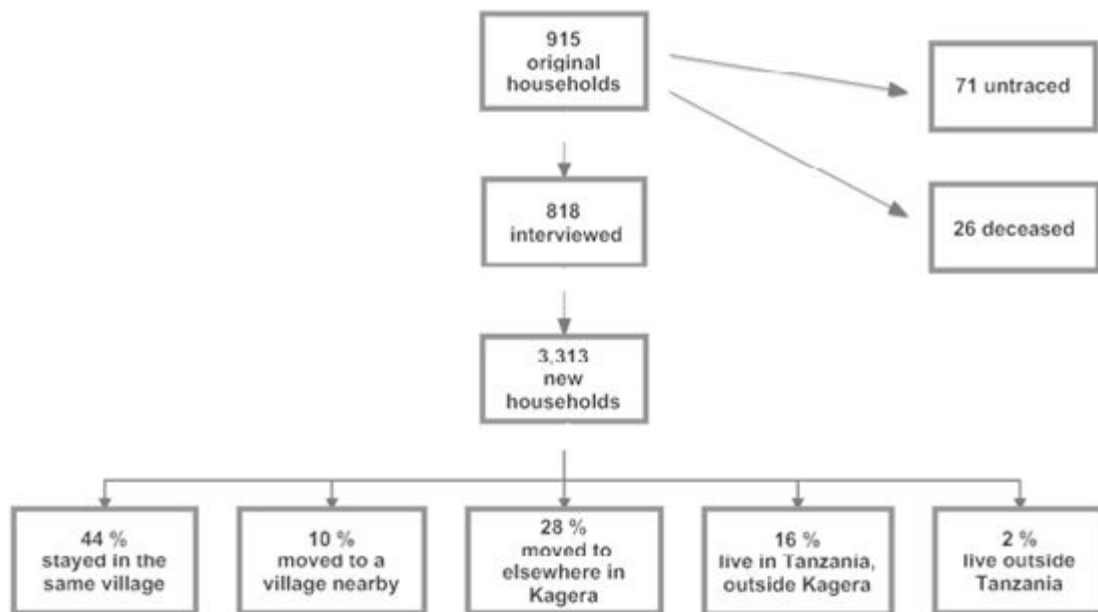 915
original
households
71 untraced
26 deceased
818
interviewed
3,313
new
households
44 %
stayed in the
same village
10 %
moved to a
village nearby
28 %
moved to
elsewhere in
Kagera
16 %
live in Tanzania,
outside Kagera
2 %
live outside
Tanzania